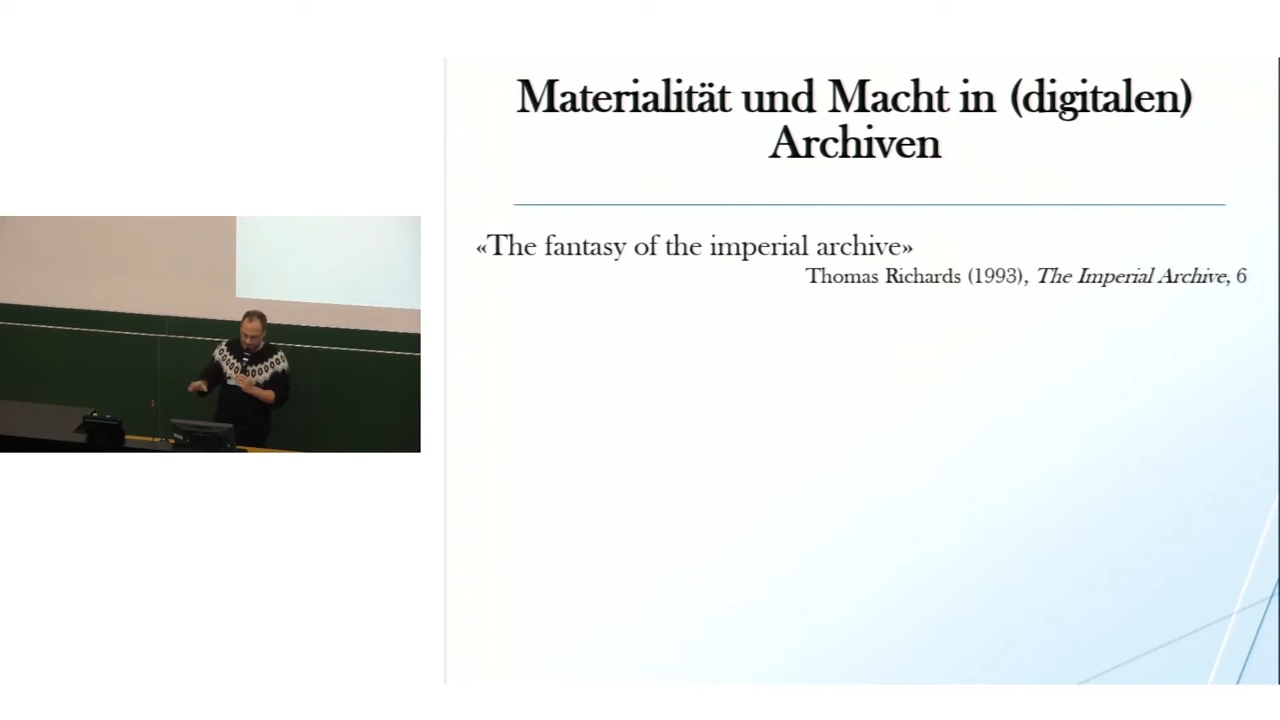 Materialität und Macht in (digitalen)
Archiven
«The fantasy of the imperial archive»
Thomas Richards (1993), The Imperial Archive, 6